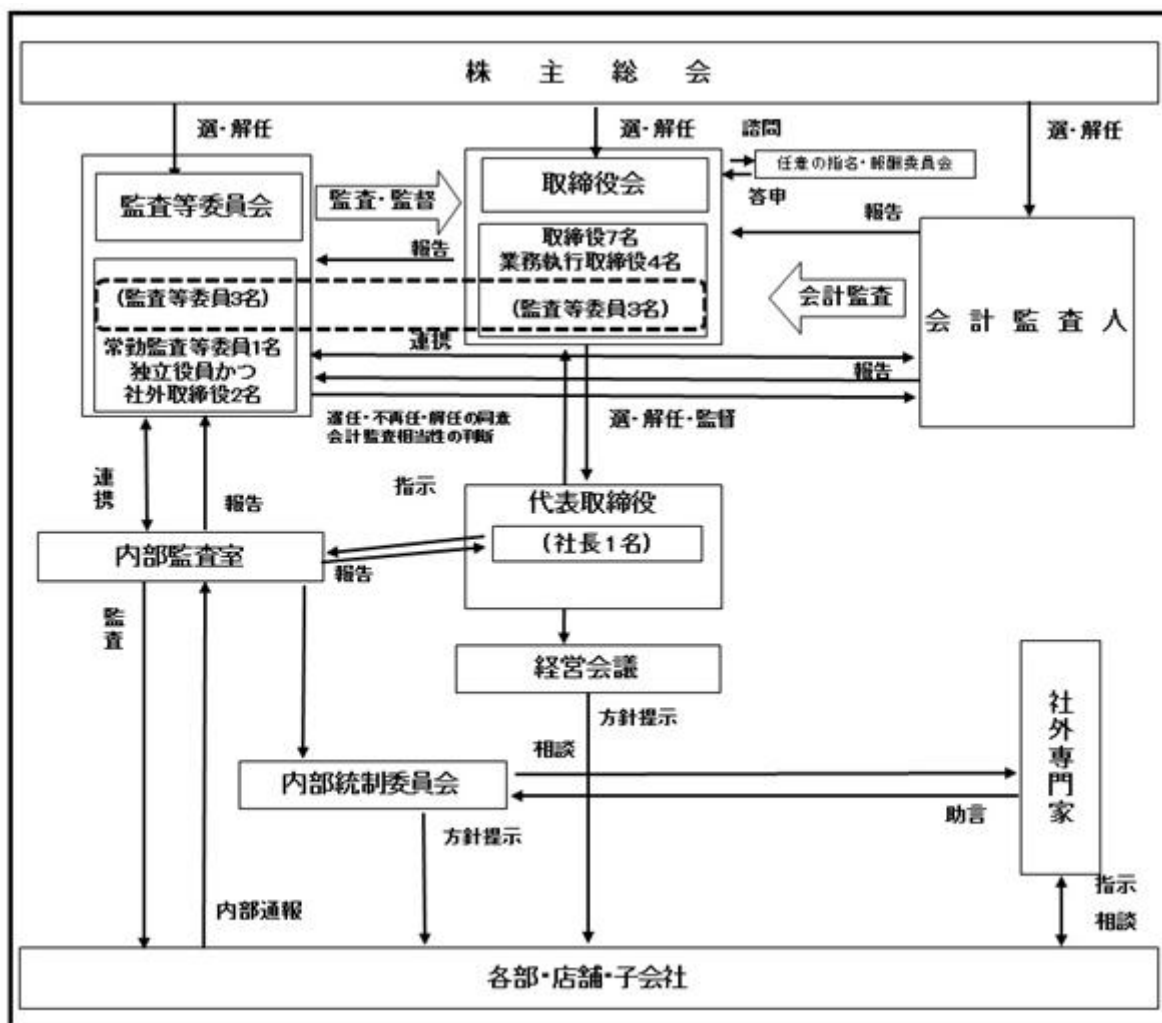 株主総会
選・解任
選・解任
諮問
選・解任
任意の指名・報酬委員会
答申
監査等委員会
監査・監督
取締役会
報告
報告
取締役7名
業務執行取締役4名
(監査等委員3名)
(監査等委員3名)
会計監査
会計監査人
常勤監査等委員1名
独立役員かつ
社外取締役2名
連携
報告
選任・不再任・解任の同意
会計監査相当性の判断
選・解任・監督
連携
報告
指示
代表取締役
(社長1名)
内部監査室
報告
監査
経営会議
方針提示
社外専門家
相談
内部統制委員会
助言
方針提示
内部通報
指示
相談
各部・店舗・子会社